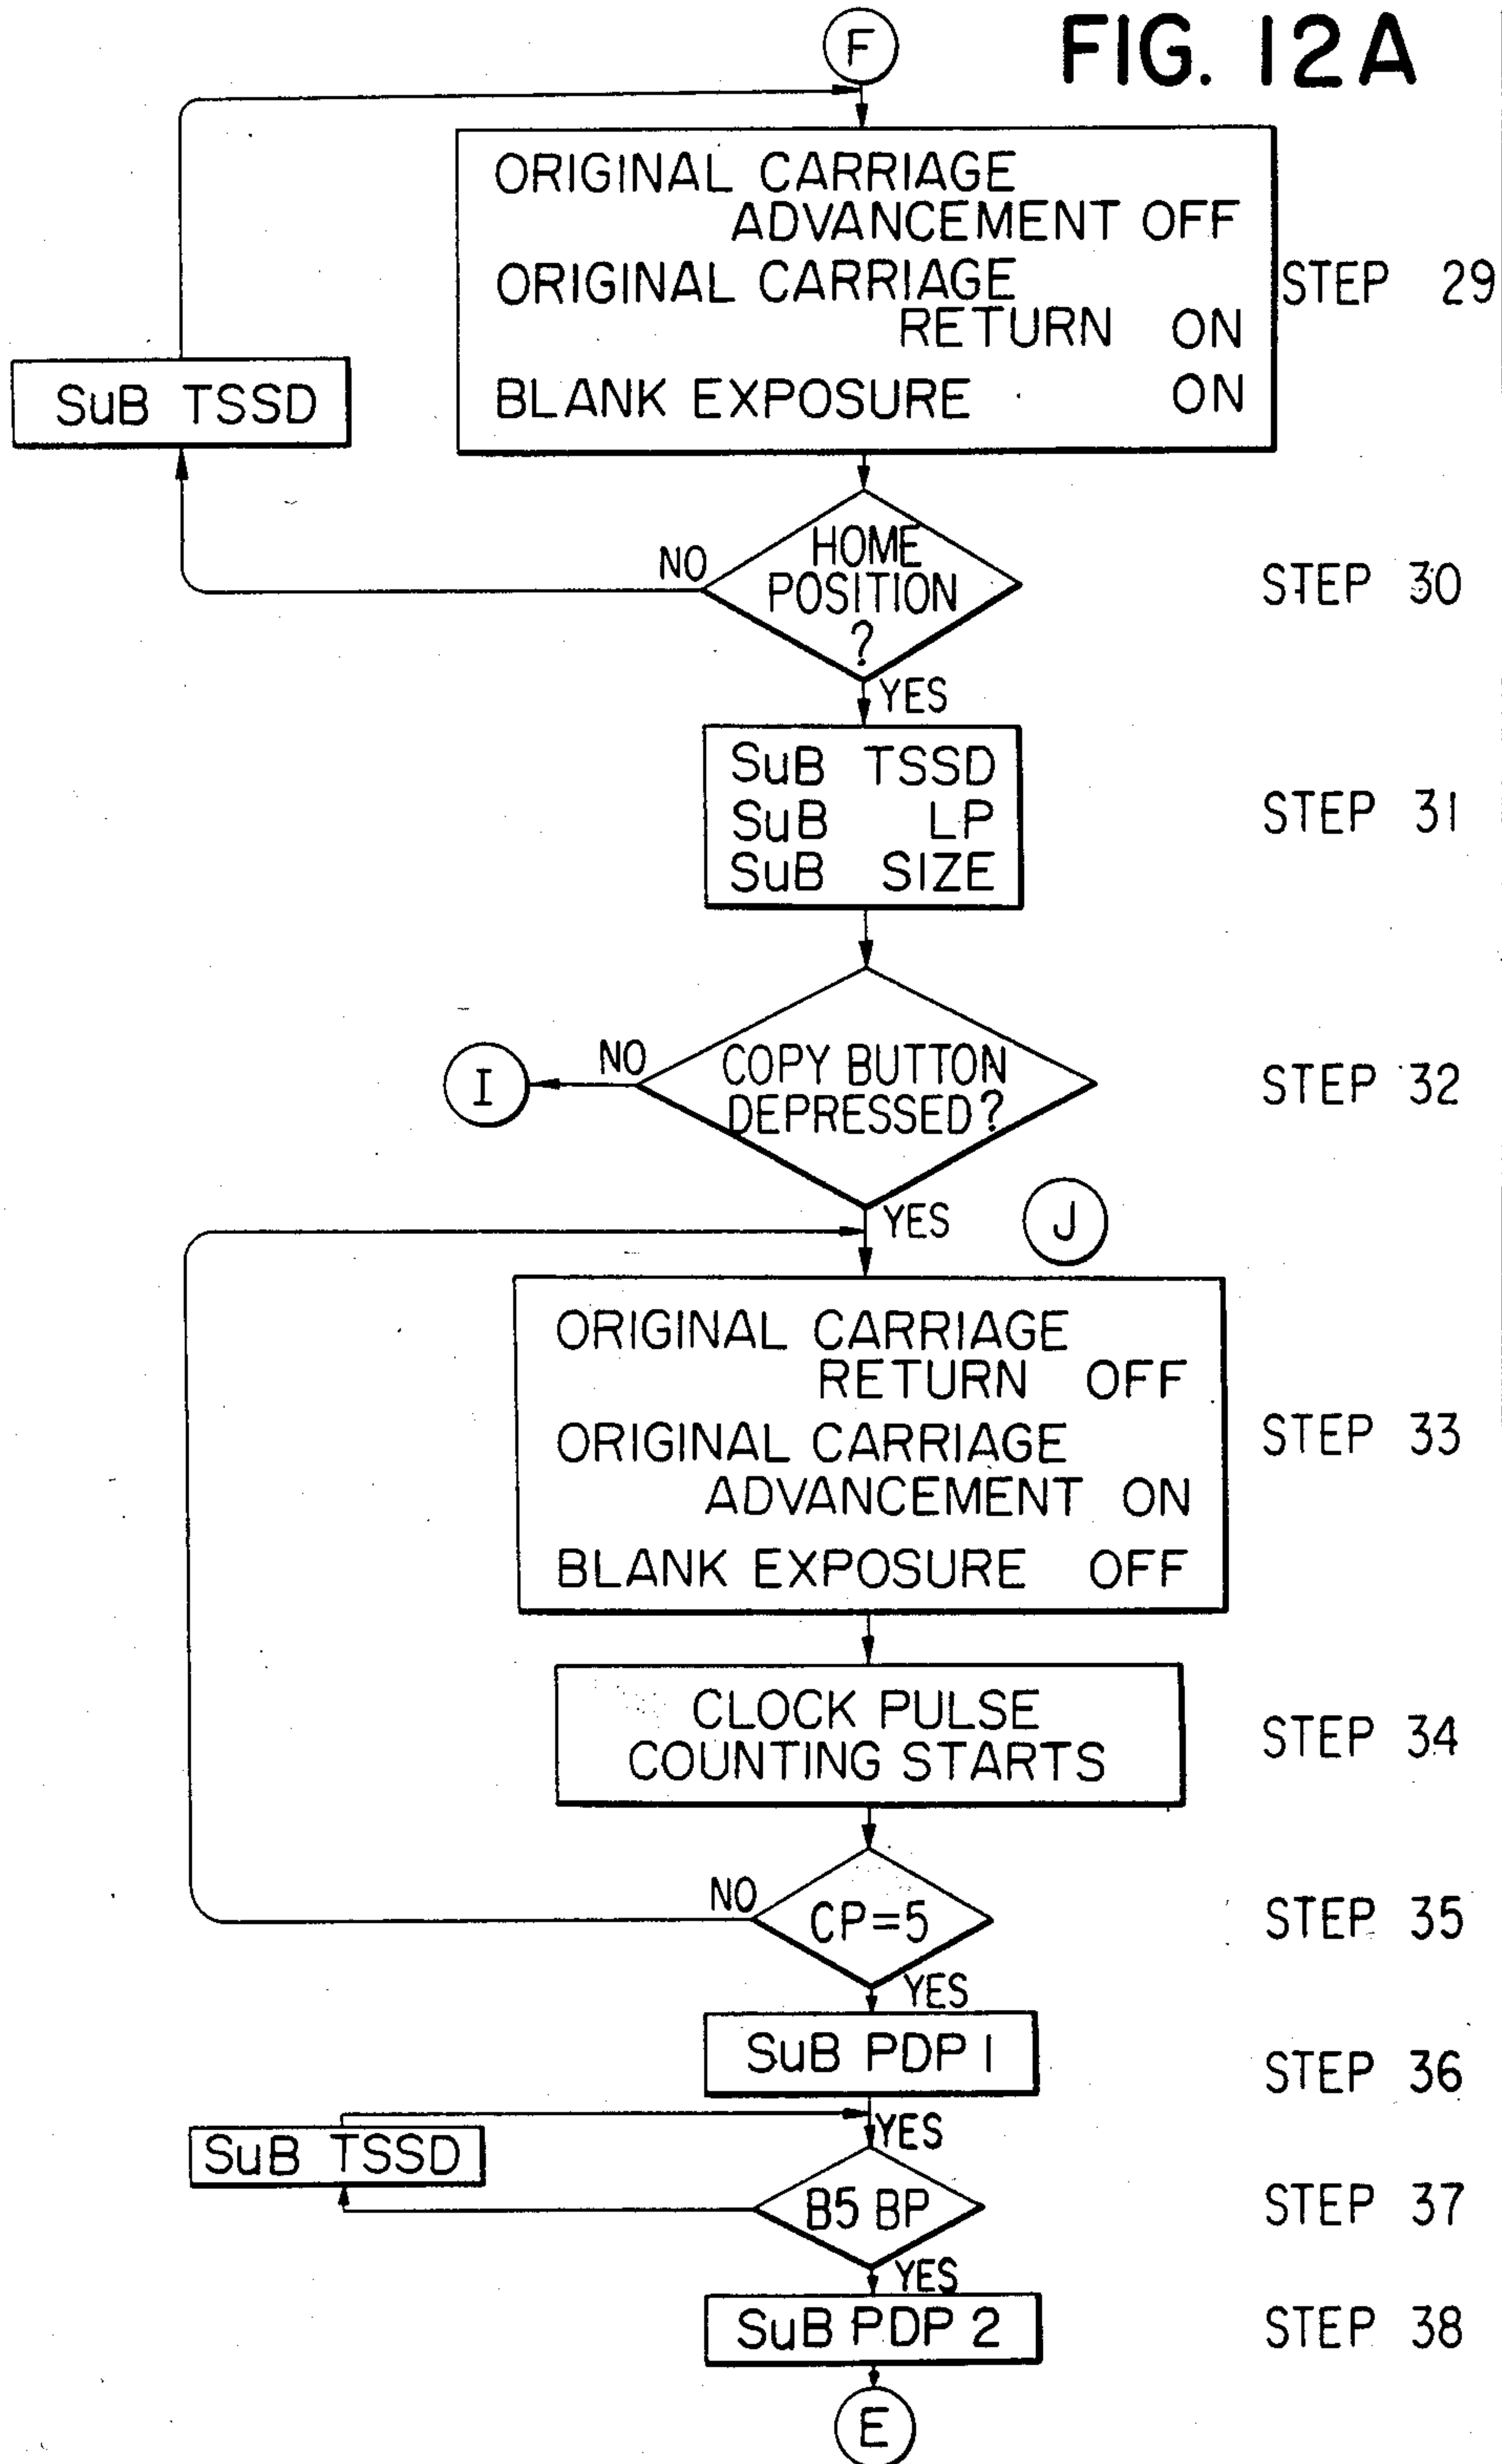 F
FIG. 12A
ORIGINAL CARRIAGE
ADVANCEMENT OFF
ORIGINAL CARRIAGE
RETURN ON
BLANK EXPOSURE ON
STEP 29
SuB TSSD
HOME
POSITION
?
NO
STEP 30
YES
SuB TSSD
SuB LP
SuB SIZE
STEP 31
COPY BUTTON
DEPRESSED?
NO
I
STEP 32
YES
J
ORIGINAL CARRIAGE
RETURN OFF
ORIGINAL CARRIAGE
ADVANCEMENT ON
BLANK EXPOSURE OFF
STEP 33
CLOCK PULSE
COUNTING STARTS
STEP 34
NO
CP=5
STEP 35
YES
SuB PDP 1
STEP 36
YES
SuB TSSD
B5 BP
STEP 37
YES
SuB PDP 2
STEP 38
E